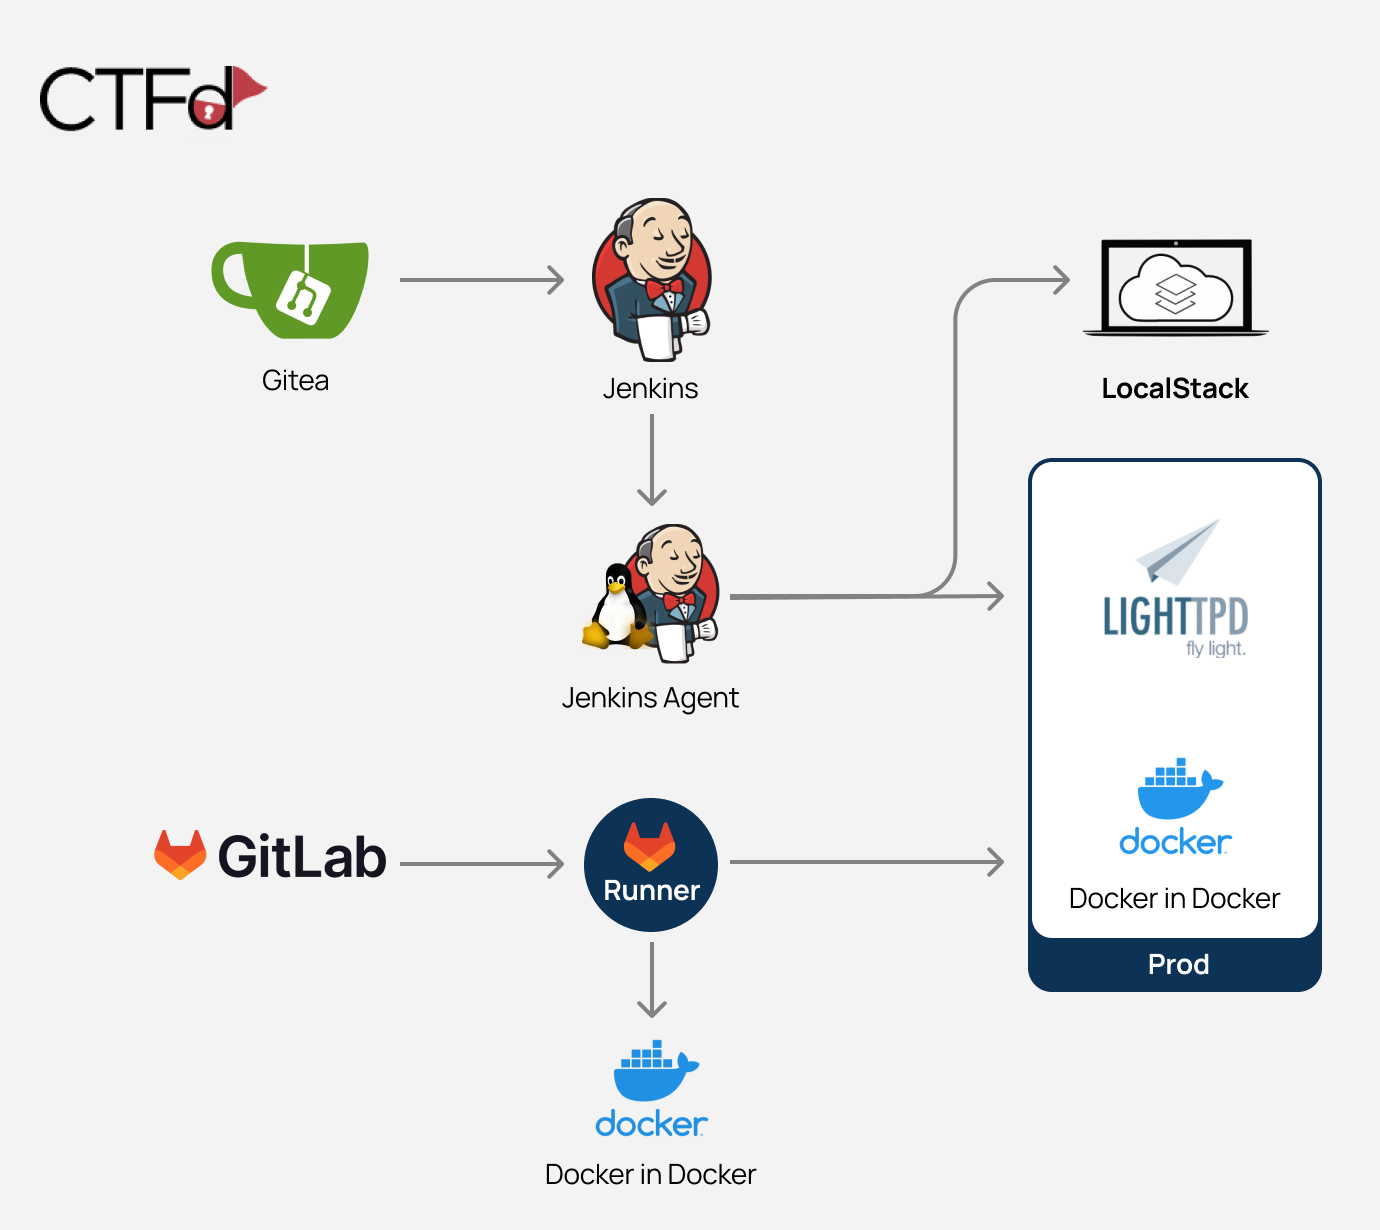 CTFd
Gitea
Jenkins
LocalStack
LIGHTTPD
fly light.
Jenkins Agent
GitLab
Runner
docker
Docker in Docker
Prod
docker
Docker in Docker